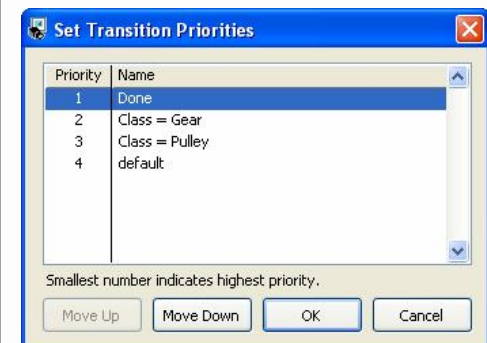 Set Transition Priorities
Priority Name
1 Done
2 Class = Gear
3 Class = Pulley
4 default
Smallest number indicates highest priority.
Move Up Move Down OK Cancel